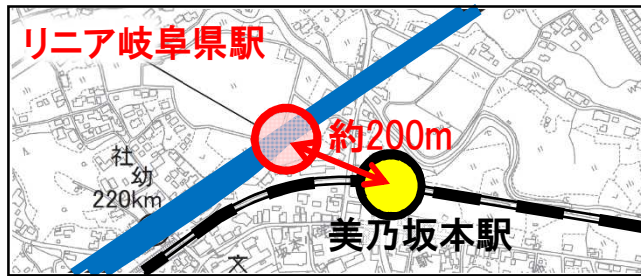 リニア岐阜県駅
約200m
社
幼
220km
美乃坂本駅
文